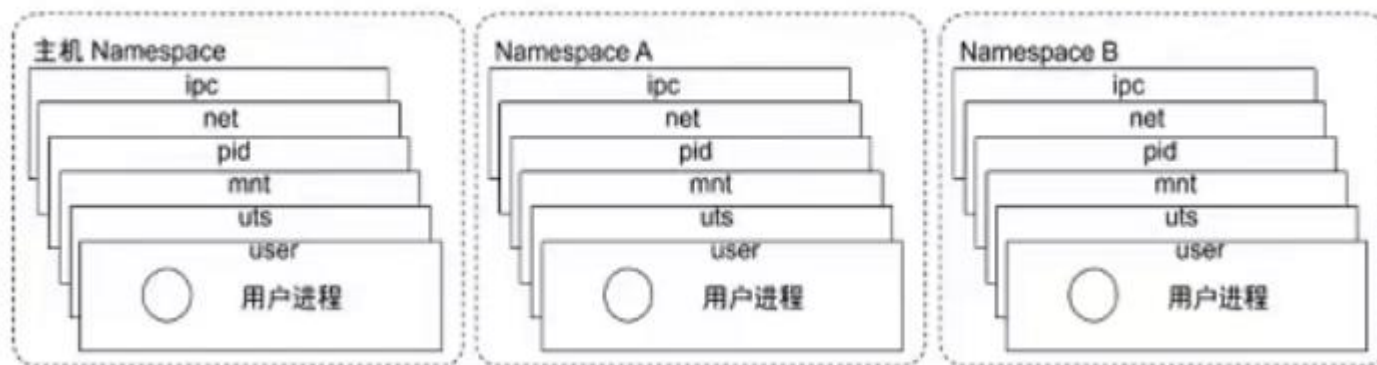 主机 Namespace
ipc
net
pid
mnt
uts
user
用户进程
Namespace A
ipc
net
pid
mnt
uts
user
用户进程
Namespace B
ipc
net
pid
mnt
uts
user
用户进程